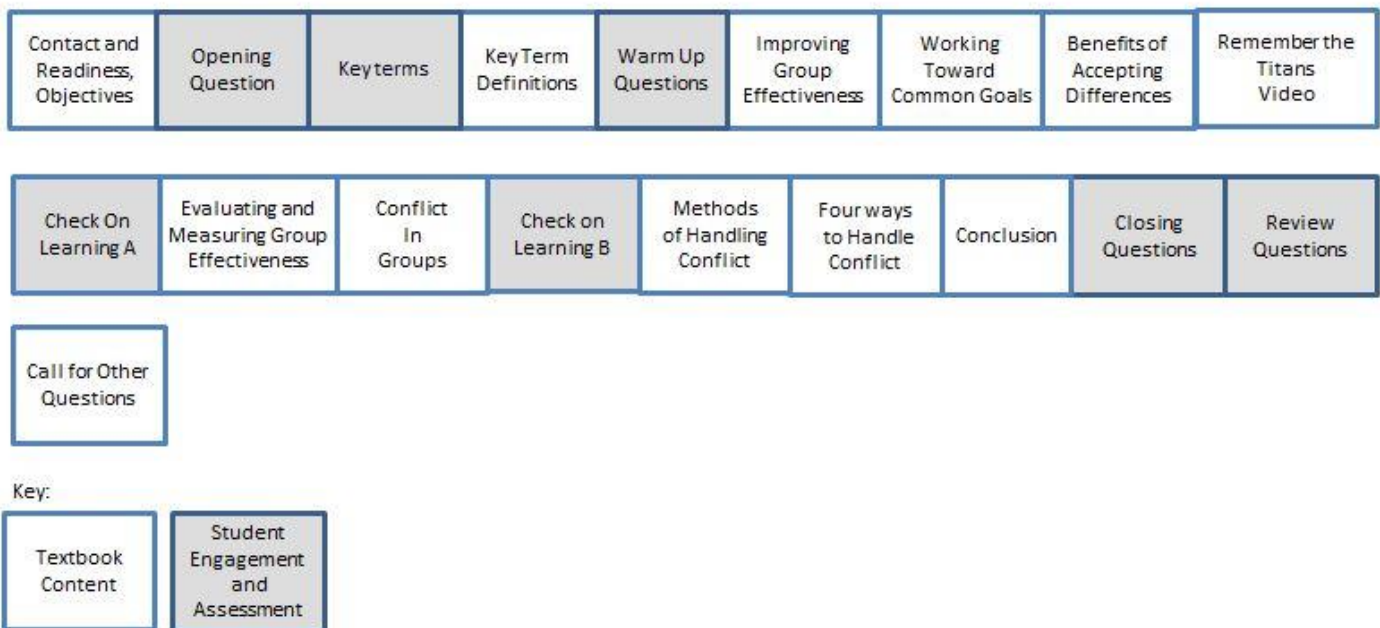 Contact and
Readiness,
Objectives
Opening
Question
Key terms
Key Term
Definitions
Warm Up
Questions
Improving
Group
Effectiveness
Working
Toward
Common Goals
Benefits of
Accepting
Differences
Remember the
Titans
Video
Check On
Learning A
Evaluating and
Measuring Group
Effectiveness
Conflict
In
Groups
Check on
Learning B
Methods
of Handling
Conflict
Four ways
to Handle
Conflict
Conclusion
Closing
Questions
Review
Questions
Call for Other
Questions
Key:
Textbook
Content
Student
Engagement
and
Assessment